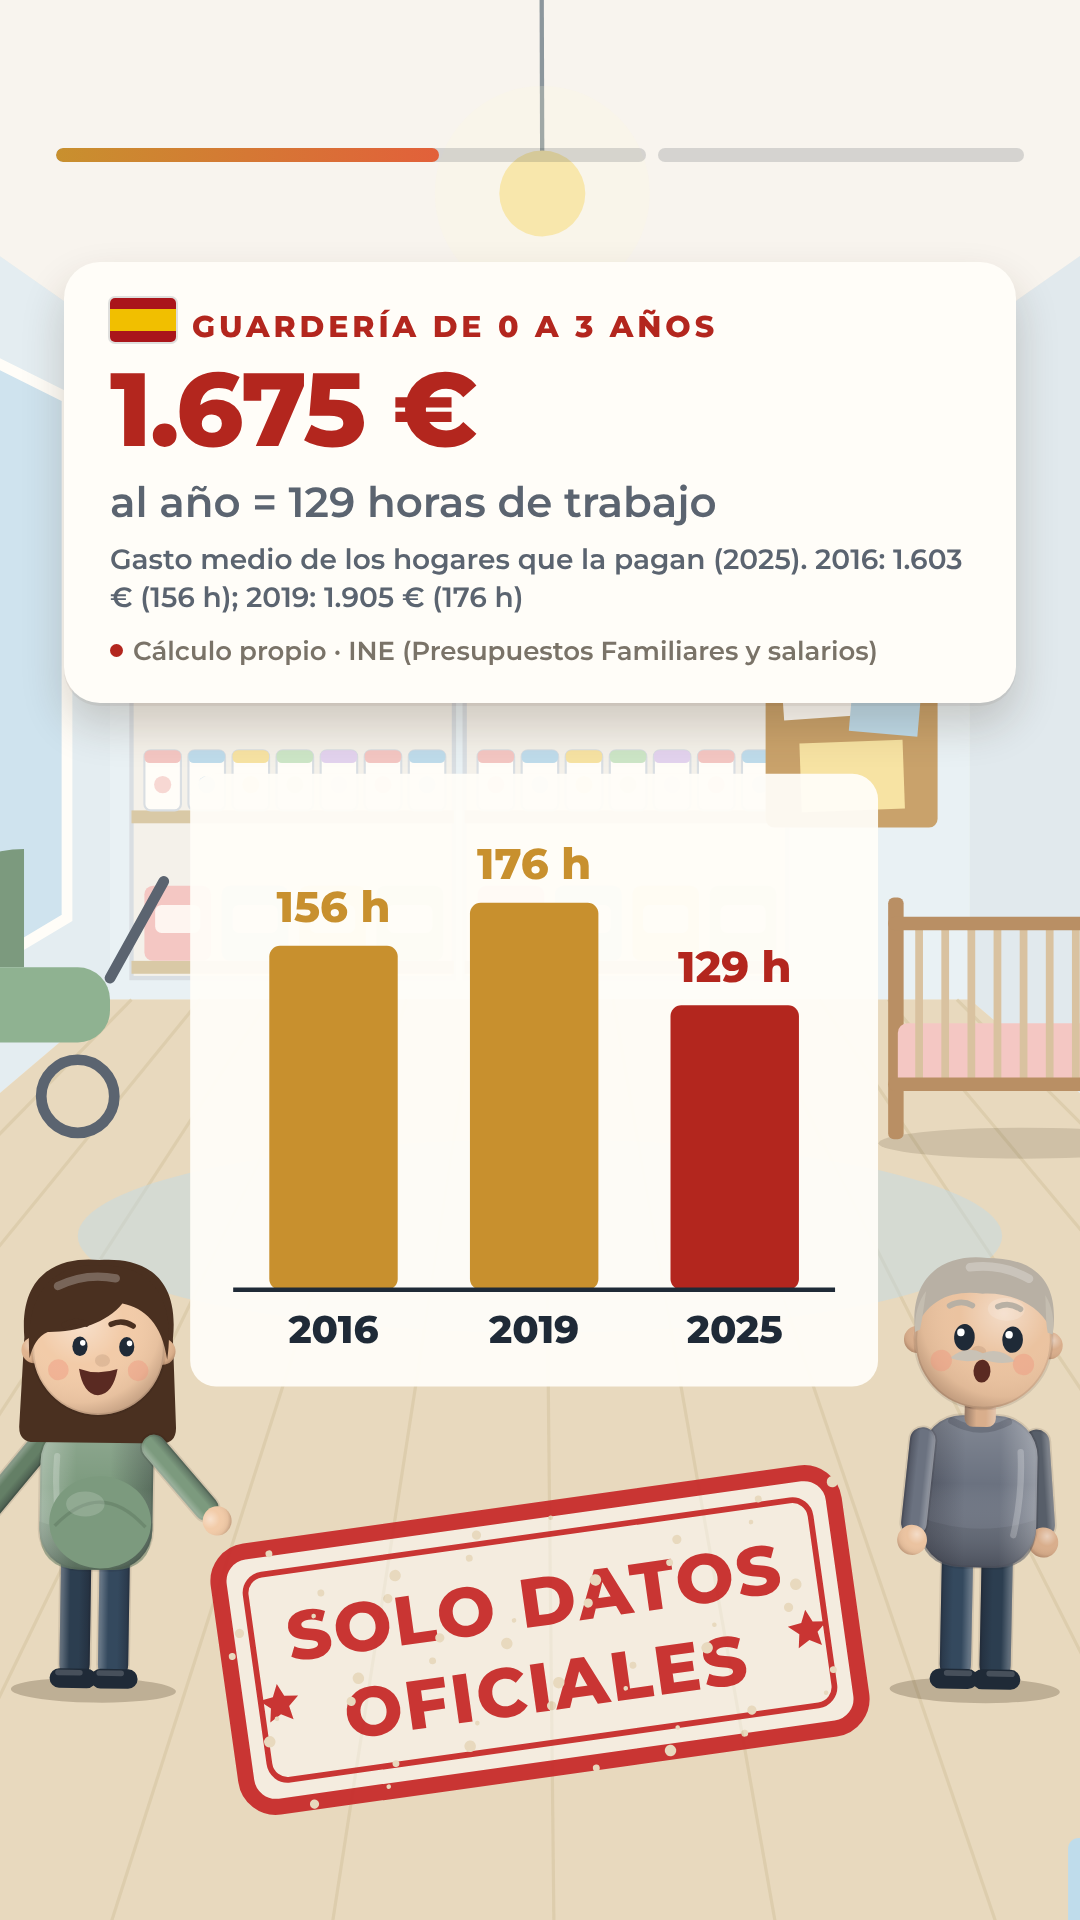 GUARDERÍA DE 0 A 3 AÑOS
1.675 €
al año = 129 horas de trabajo
Gasto medio de los hogares que la pagan (2025). 2016: 1.603
€ (156 h); 2019: 1.905 € (176 h)
Cálculo propio · INE (Presupuestos Familiares y salarios)
156 h
176 h
129 h
2016
2019
2025
SOLO DATOS
OFICIALES